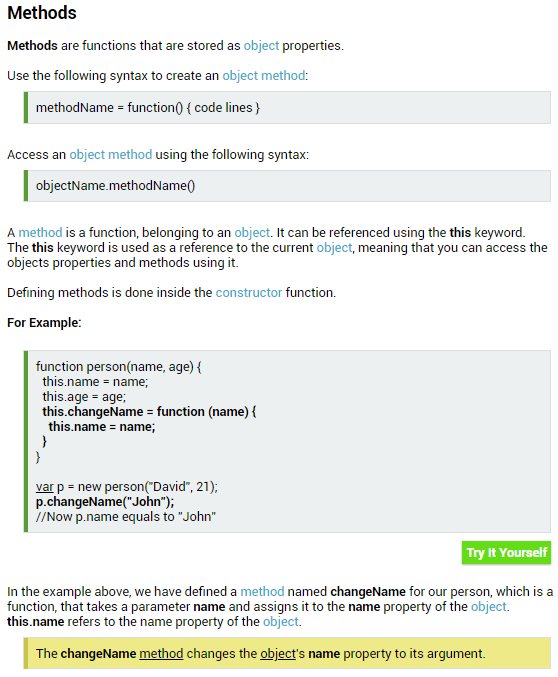 Methods
Methods are functions that are stored as object properties.
Use the following syntax to create an object method:
methodName = function() { code lines }
Access an object method using the following syntax:
objectName.methodName()
A method is a function, belonging to an object. It can be referenced using the this keyword.
The this keyword is used as a reference to the current object, meaning that you can access the
objects properties and methods using it.
Defining methods is done inside the constructor function.
For Example:
function person(name, age) {
this.name = name;
this.age = age;
this.changeName = function (name) {
this.name = name;
}
}
var p = new person("David", 21);
p.changeName("John");
//Now p.name equals to "John"
Try It Yourself
In the example above, we have defined a method named changeName for our person, which is a
function, that takes a parameter name and assigns it to the name property of the object.
this.name refers to the name property of the object.
The changeName method changes the object's name property to its argument.